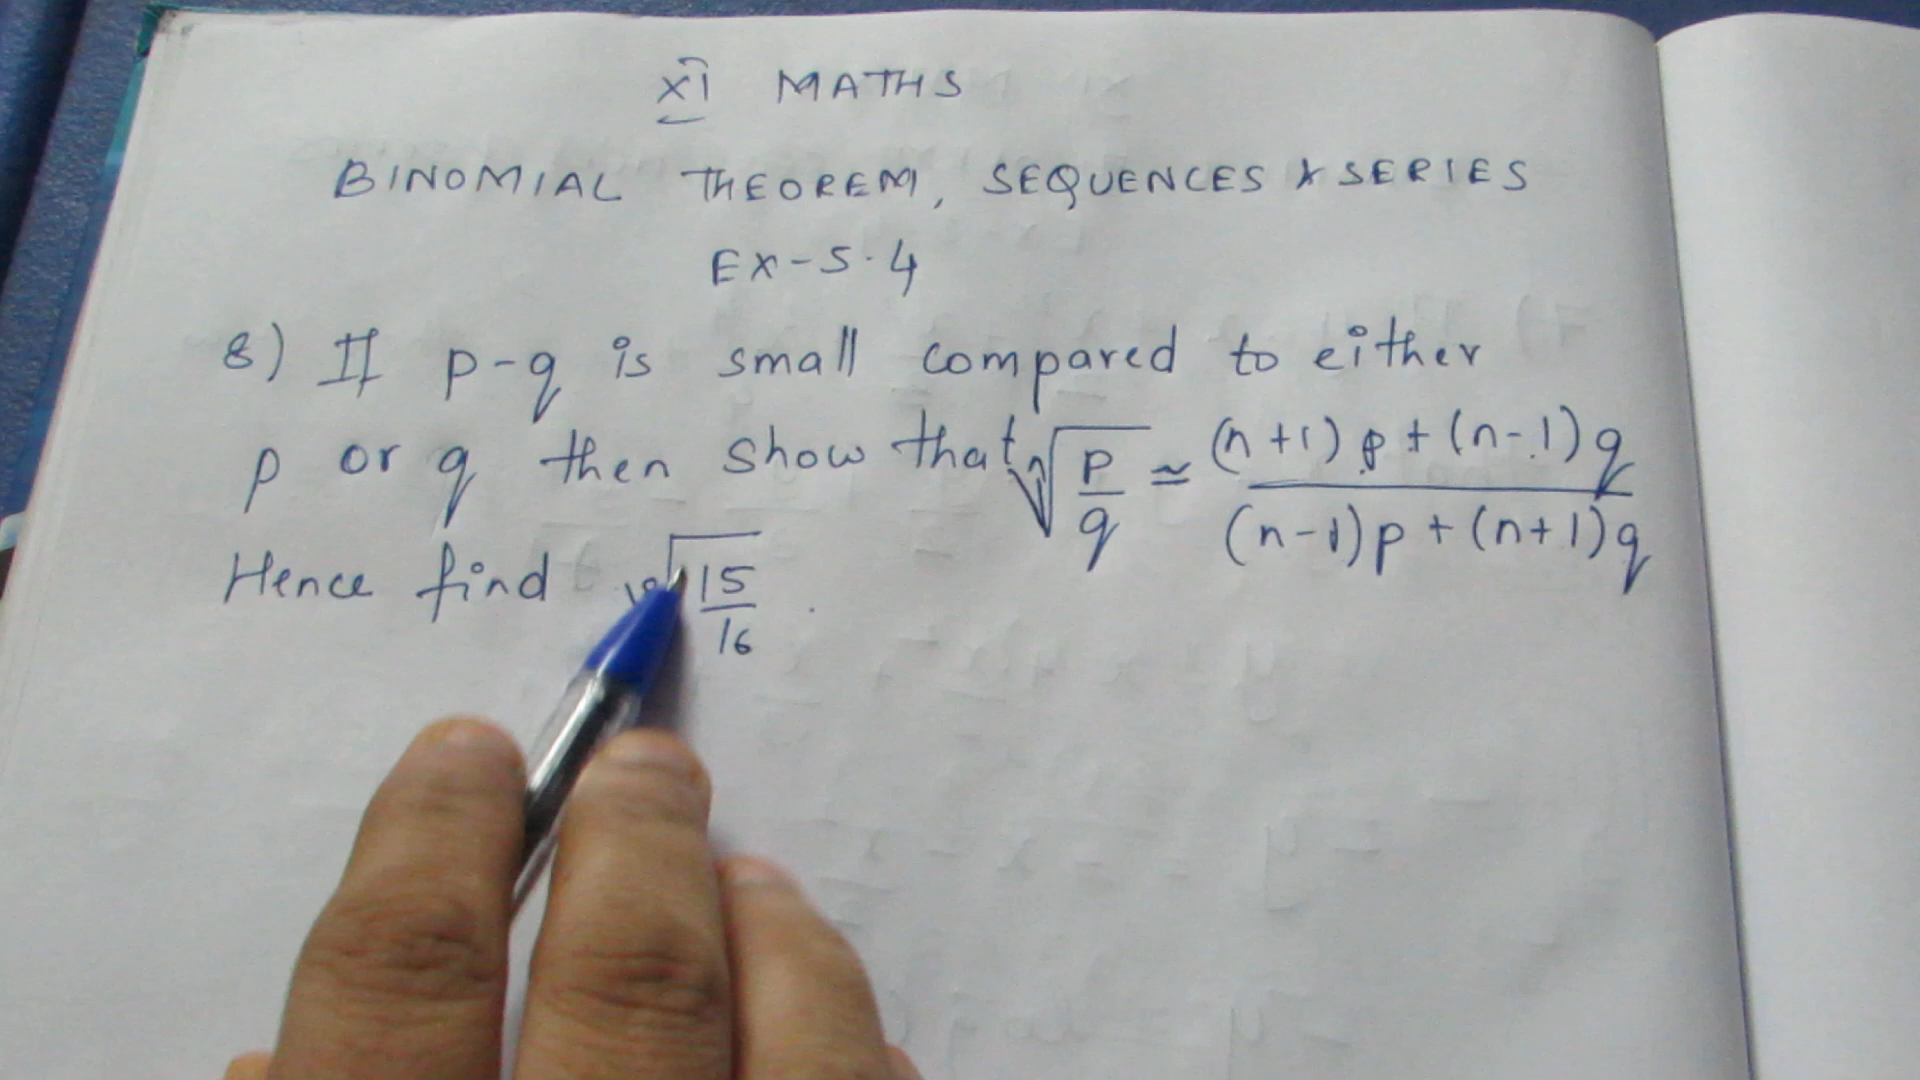 XI MATHS
BINOMIAL THEOREM, SEQUENCES & SERIES
EX-5.4
8) If p-q is small compared to either
p or q then show that ⁿ√(p/q) ≃ ((n+1)p+(n-1)q)/((n-1)p+(n+1)q)
Hence find √(15/16) .